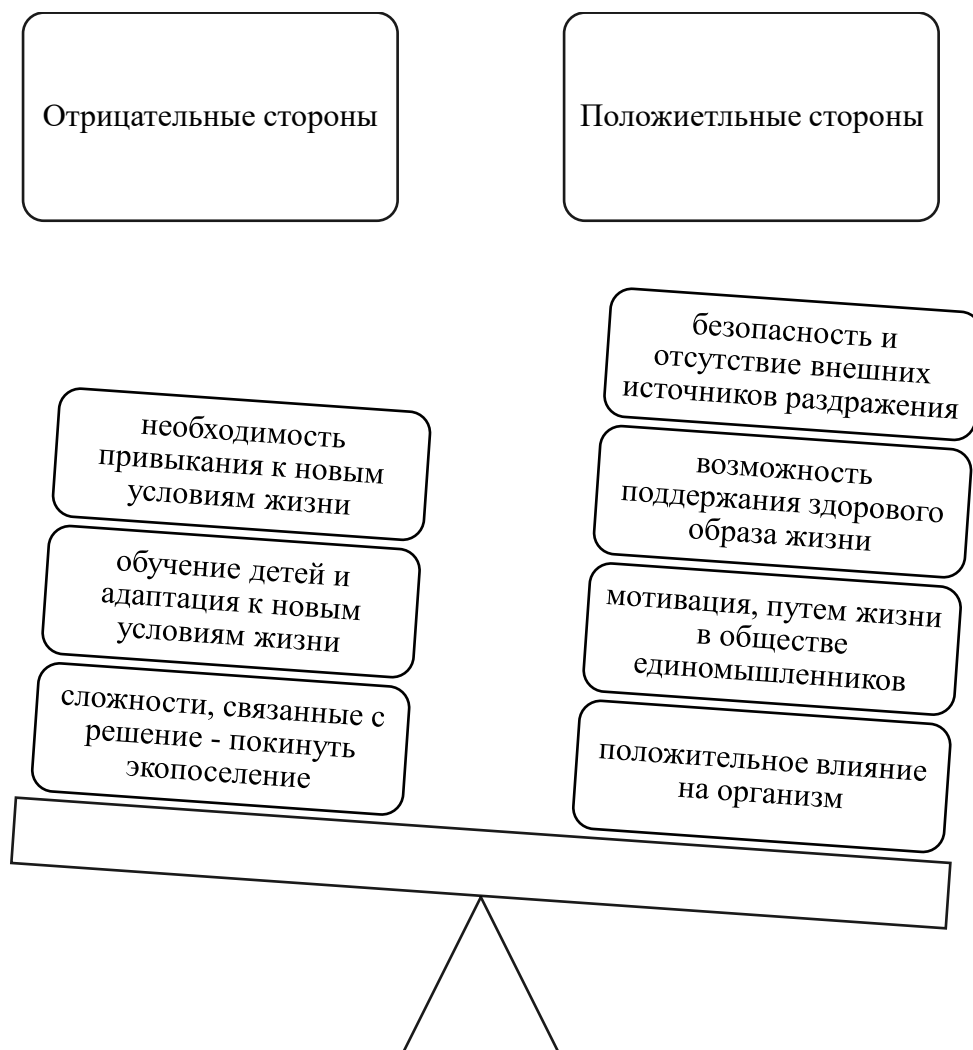 Отрицательные стороны
Положиетльные стороны
необходимость
привыкания к новым
условиям жизни
обучение детей и
адаптация к новым
условиям жизни
сложности, связанные с
решение - покинуть
экопоселение
безопасность и
отсутствие внешних
источников раздражения
возможность
поддержания здорового
образа жизни
мотивация, путем жизни
в обществе
единомышленников
положительное влияние
на организм